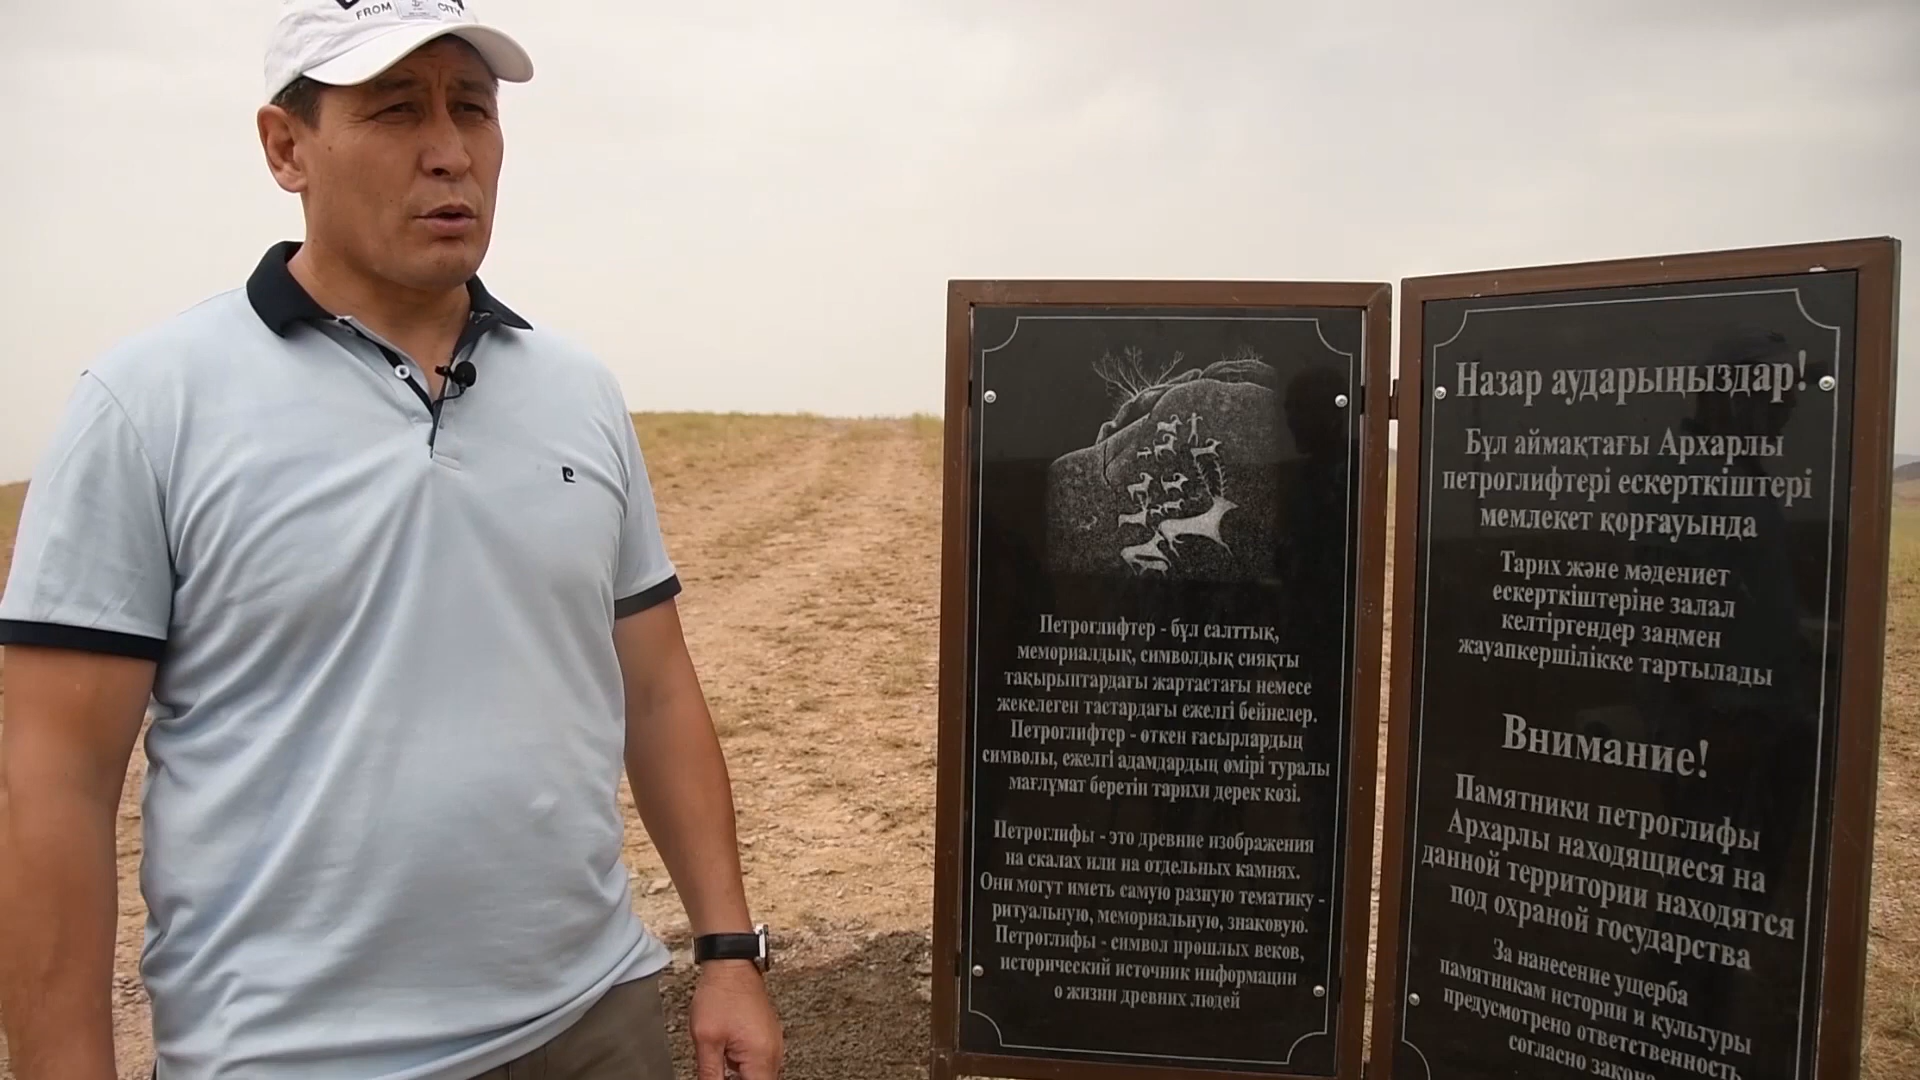 FROM CITY
Петроглифтер - бұл салттық,
мемориалдық, символдық сияқты
тақырыптардағы жартастағы немесе
жекелеген тастардағы ежелгі бейнелер.
Петроглифтер - өткен ғасырлардың
символы, ежелгі адамдардың өмірі туралы
мағлұмат беретін тарихи дерек көзі.
Петроглифы - это древние изображения
на скалах или на отдельных камнях.
Они могут иметь самую разную тематику -
ритуальную, мемориальную, знаковую.
Петроглифы - символ прошлых веков,
исторический источник информации
о жизни древних людей
Назар аударыңыздар!
Бұл аймақтағы Архарлы
петроглифтері ескерткіштері
мемлекет қорғауында
Тарих және мәдениет
ескерткіштеріне залал
келтіргендер заңмен
жауапкершілікке тартылады
Внимание!
Памятники петроглифы
Архарлы находящиеся на
данной территории находятся
под охраной государства
За нанесение ущерба
памятникам истории и культуры
предусмотрено ответственность
согласно